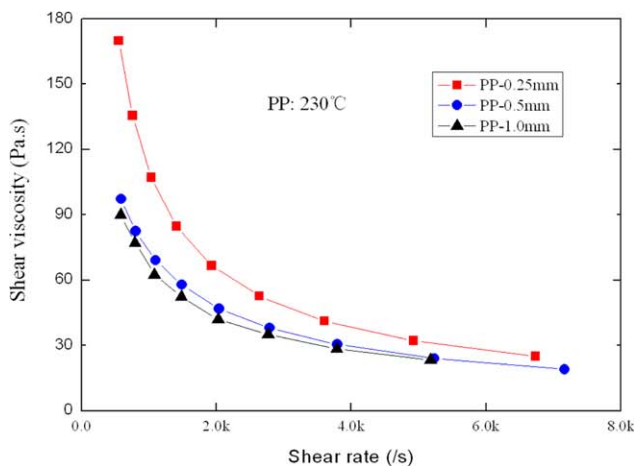 180
150
120
90
60
30
0
0.0
2.0k
4.0k
6.0k
8.0k
Shear viscosity (Pa.s)
Shear rate (/s)
PP: 230℃
PP-0.25mm
PP-0.5mm
PP-1.0mm